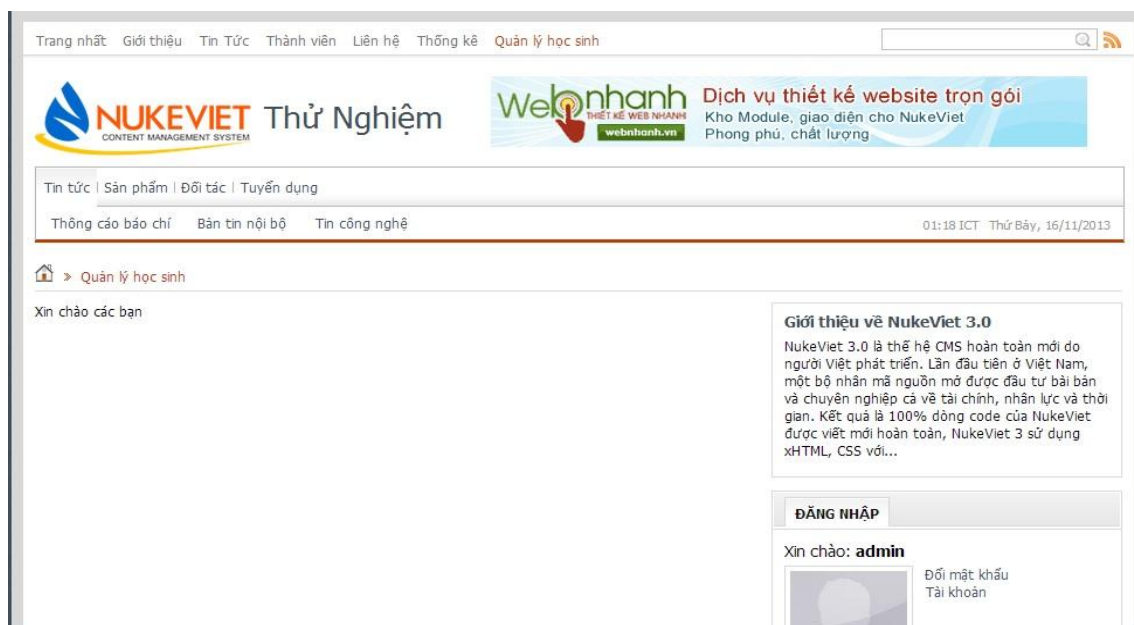 Trang nhất Giới thiệu Tin Tức Thành viên Liên hệ Thống kê Quản lý học sinh
NUKEVIET
CONTENT MANAGEMENT SYSTEM
Thử Nghiệm
Webnhanh
THIẾT KẾ WEB NHANH
webnhanh.vn
Dịch vụ thiết kế website trọn gói
Kho Module, giao diện cho NukeViet
Phong phú, chất lượng
Tin tức | Sản phẩm | Đối tác | Tuyển dụng
Thông cáo báo chí Bản tin nội bộ Tin công nghệ 01:18 ICT Thứ Bảy, 16/11/2013
» Quản lý học sinh
Xin chào các bạn
Giới thiệu về NukeViet 3.0
NukeViet 3.0 là thế hệ CMS hoàn toàn mới do
người Việt phát triển. Lần đầu tiên ở Việt Nam,
một bộ nhân mã nguồn mở được đầu tư bài bản
và chuyên nghiệp cả về tài chính, nhân lực và thời
gian. Kết quả là 100% dòng code của NukeViet
được viết mới hoàn toàn, NukeViet 3 sử dụng
xHTML, CSS với...
ĐĂNG NHẬP
Xin chào: admin
Đổi mật khẩu
Tài khoản